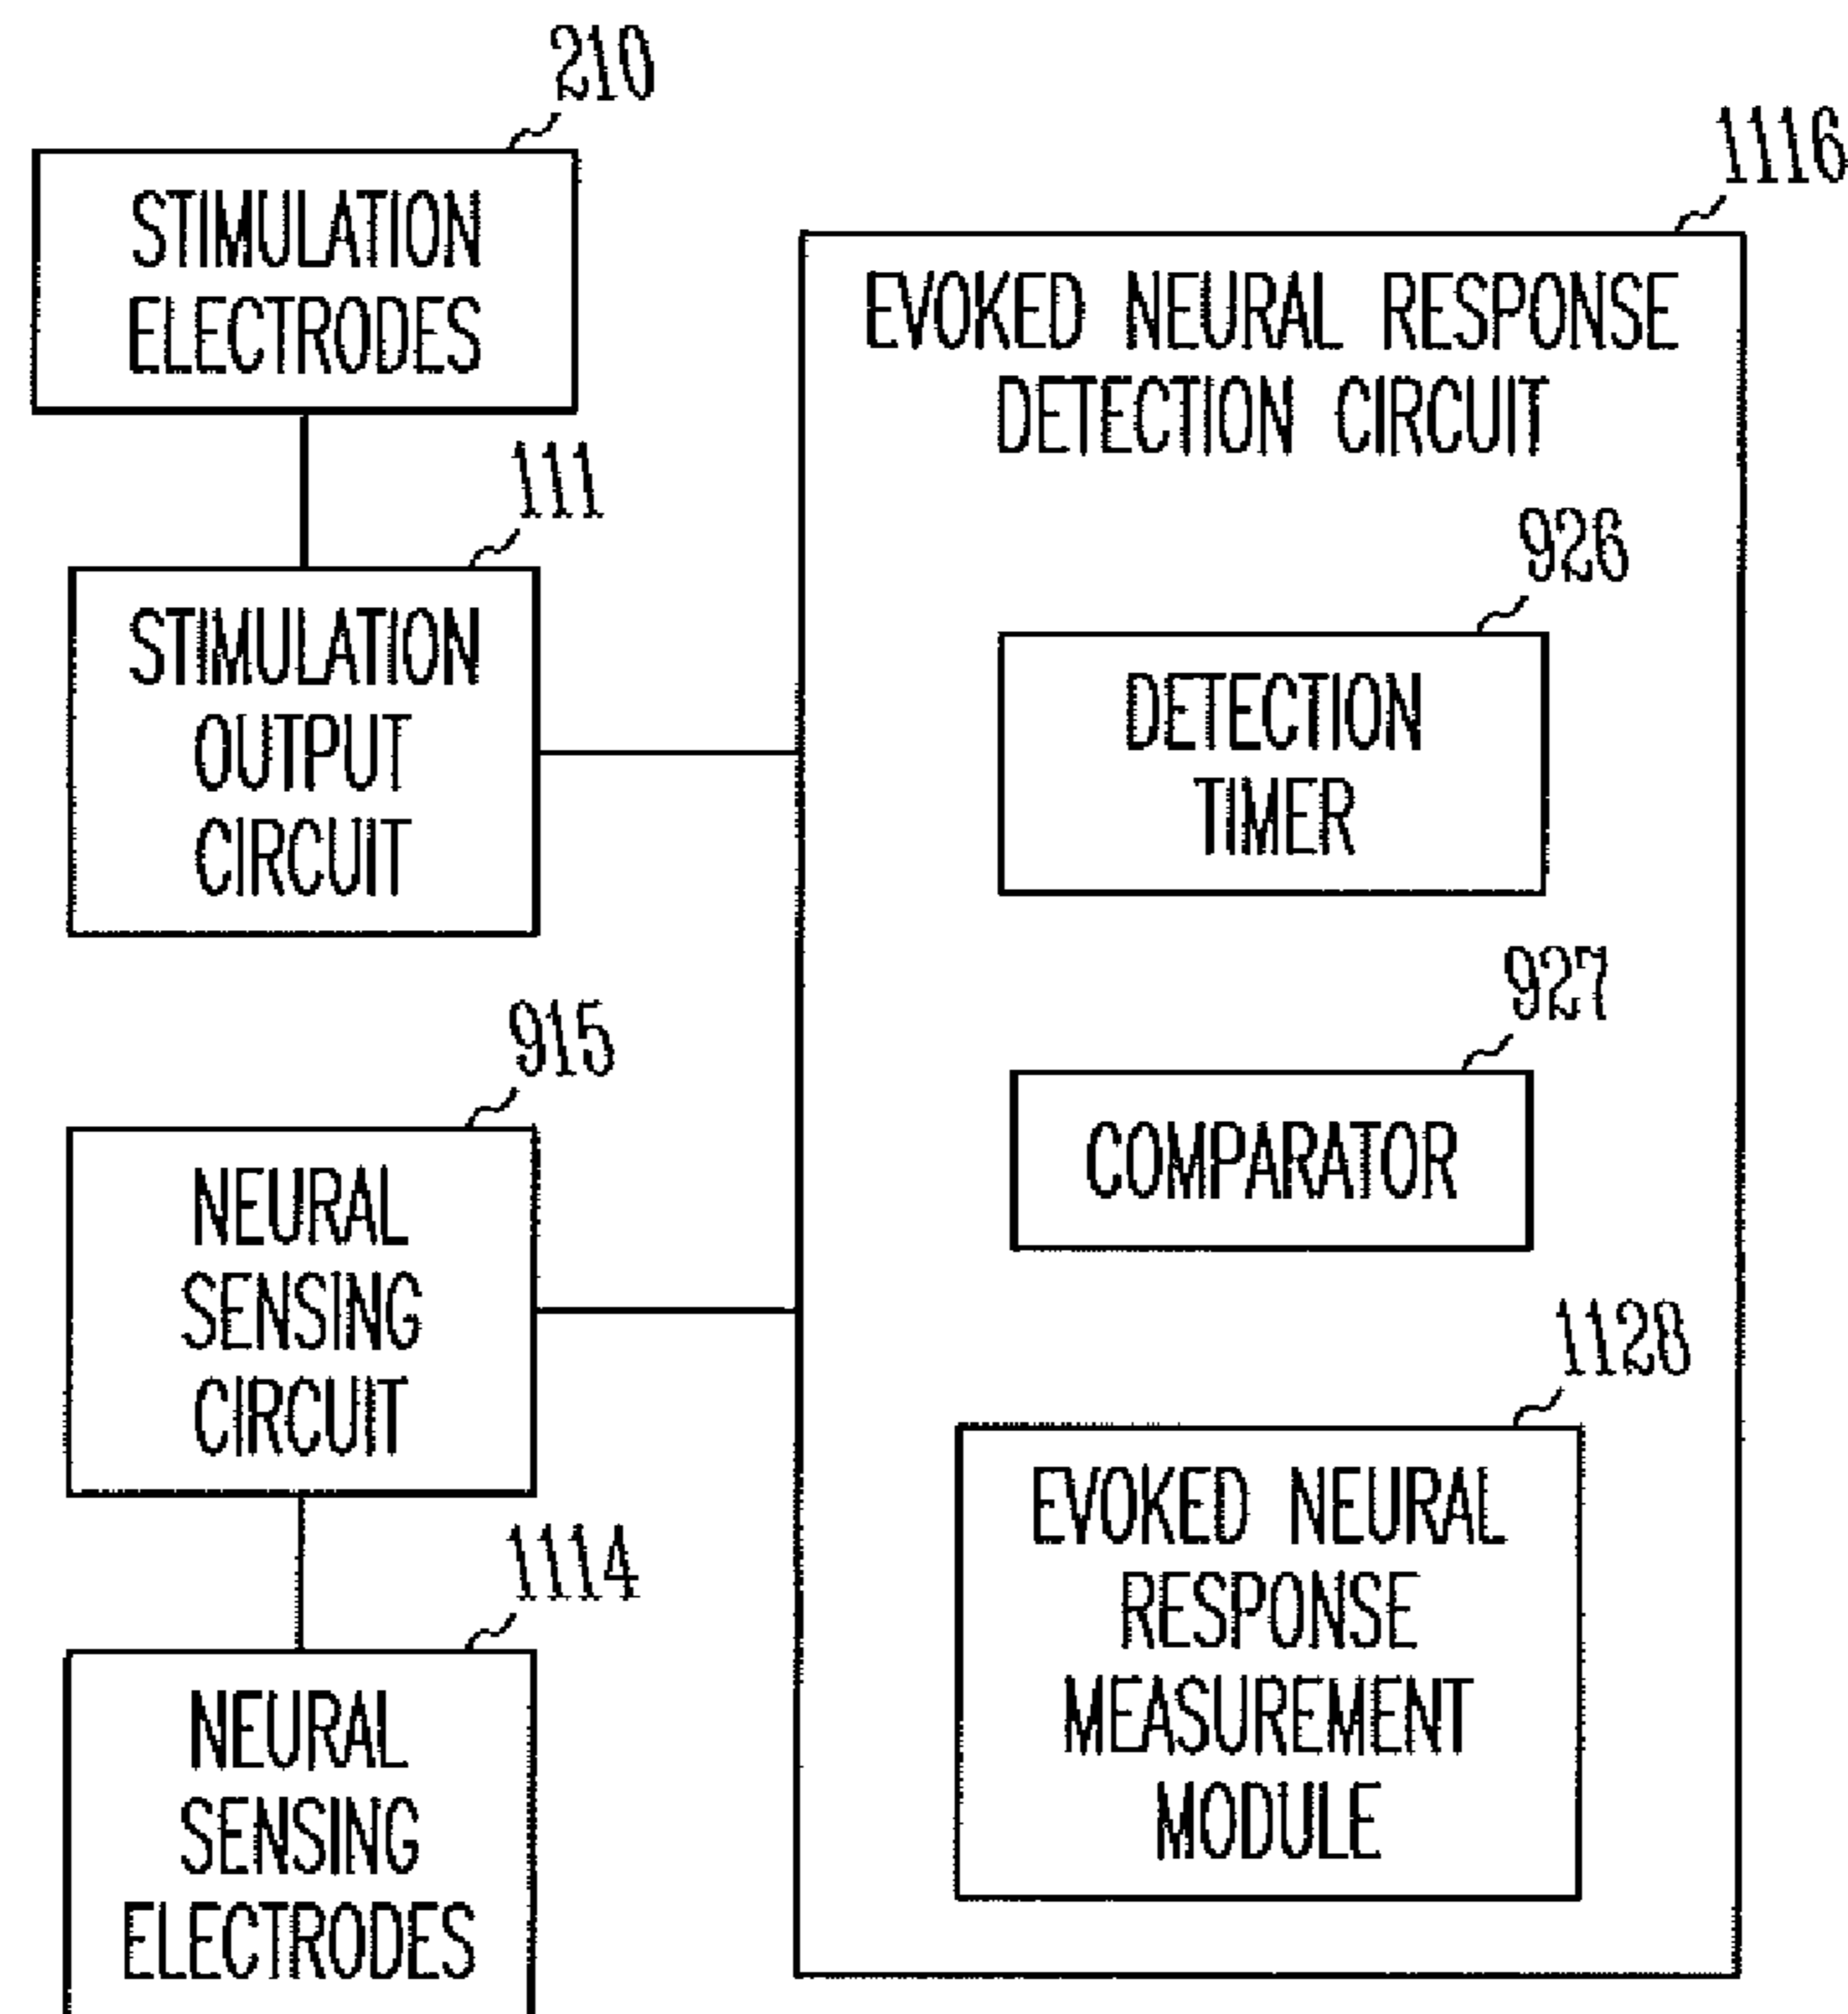 210
STIMULATION
ELECTRODES
111
STIMULATION
OUTPUT
CIRCUIT
915
NEURAL
SENSING
CIRCUIT
1114
NEURAL
SENSING
ELECTRODES
1116
EVOKED NEURAL RESPONSE
DETECTION CIRCUIT
926
DETECTION
TIMER
927
COMPARATOR
1128
EVOKED NEURAL
RESPONSE
MEASUREMENT
MODULE